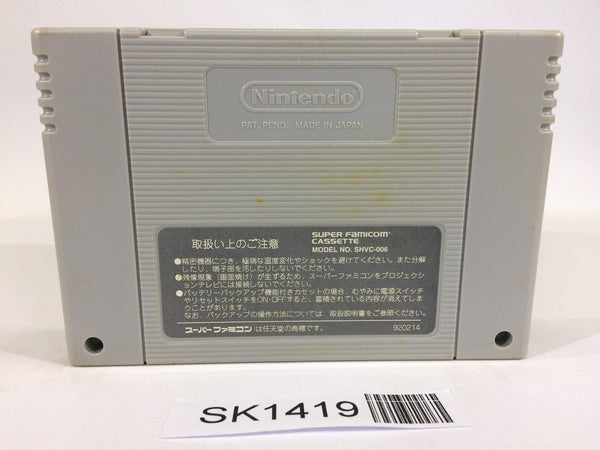 Nintendo
PAT. PEND. MADE IN JAPAN
取扱い上のご注意
SUPER FAMICOM
CASSETTE
MODEL NO. SHVC-006
●精密機器につき、極端な温度変化やショックを避けてください。また分解
したり、端子部を汚したりしないでください。
●残像現象（画面焼け）が生ずるため、スーパーファミコンをプロジェクシ
ョンテレビには接続しないでください。
●バッテリーバックアップ機能付きカセットの場合、むやみに電源スイッチ
やリセットスイッチをON・OFFすると、蓄積されている内容が消えてしま
うことがあります。
なお、バックアップの操作方法については、取扱説明書をご参照ください。
スーパーファミコン は任天堂の商標です。
920214
SK1419